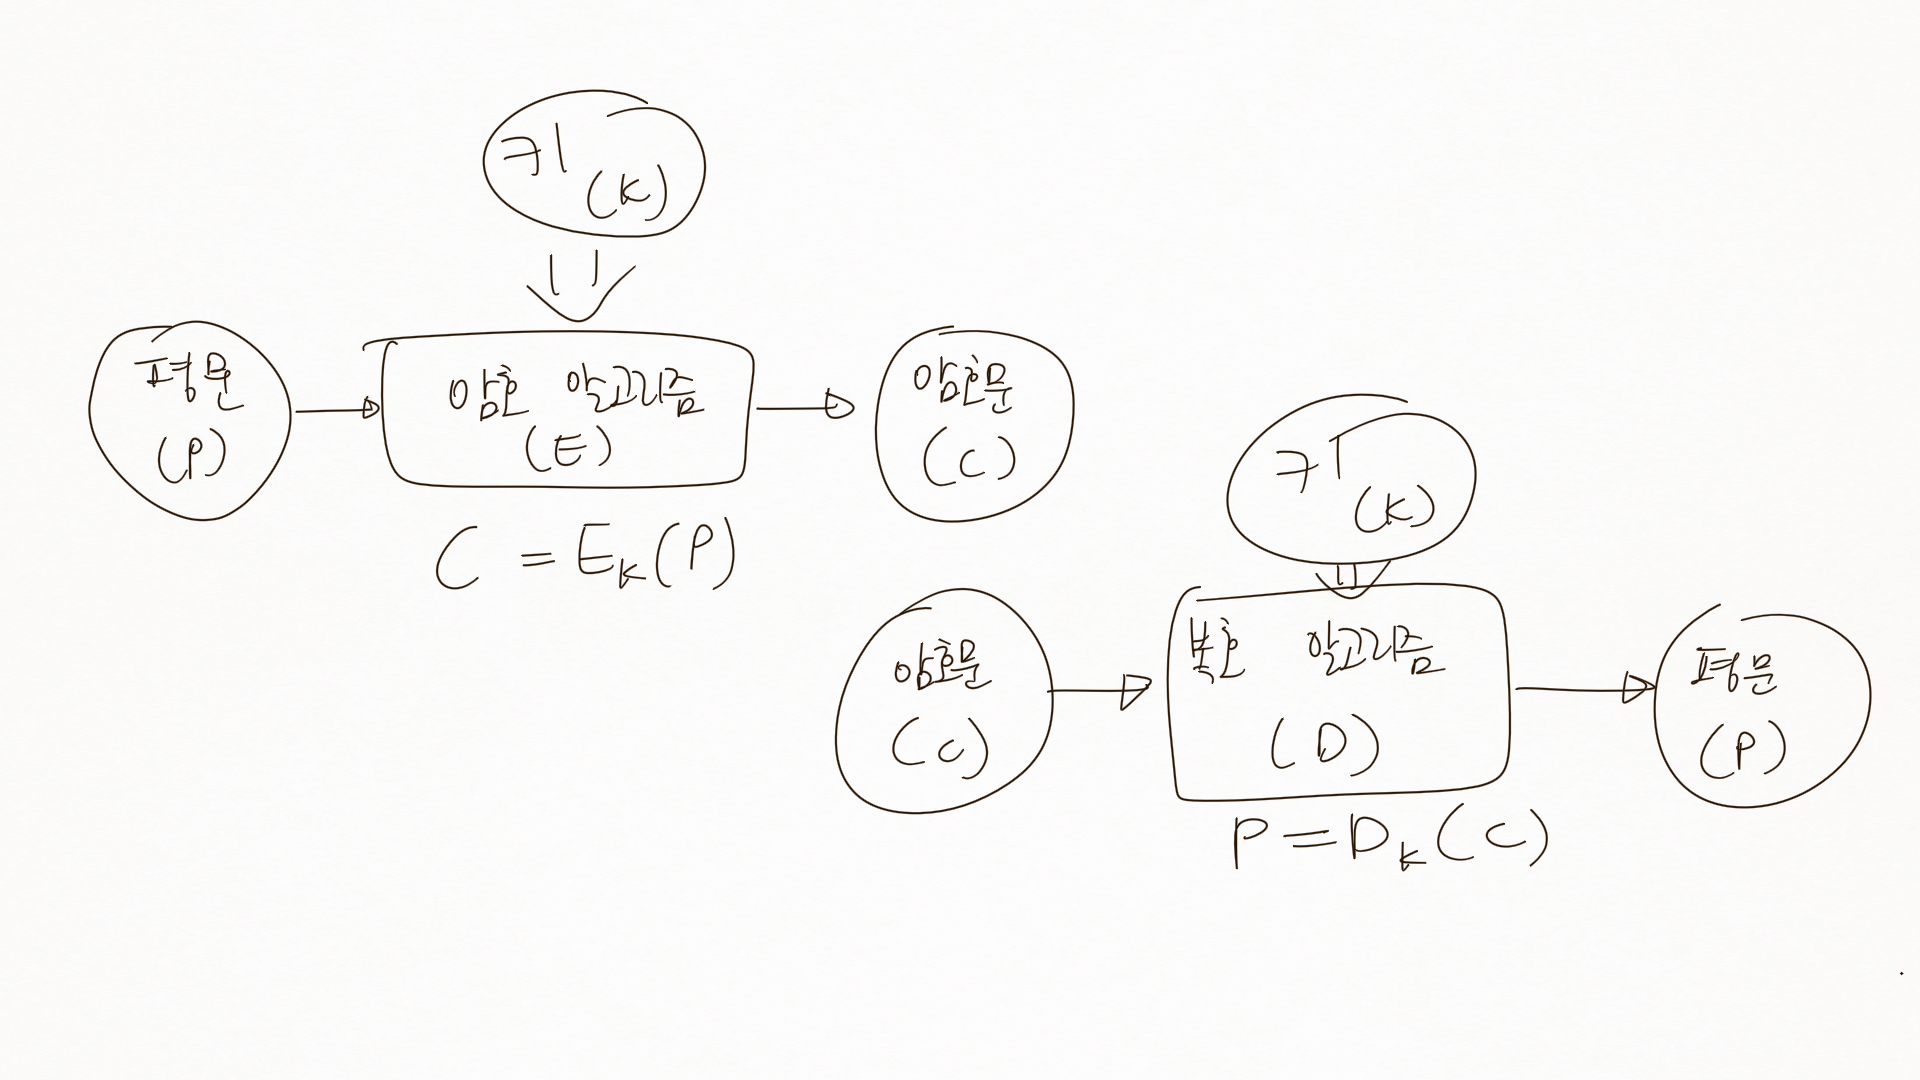 키
(K)
평문
(P)
암호 알고리즘
(E)
암호문
(C)
C = E_K(P)
키
(K)
암호문
(C)
복호 알고리즘
(D)
평문
(P)
P = D_K(C)